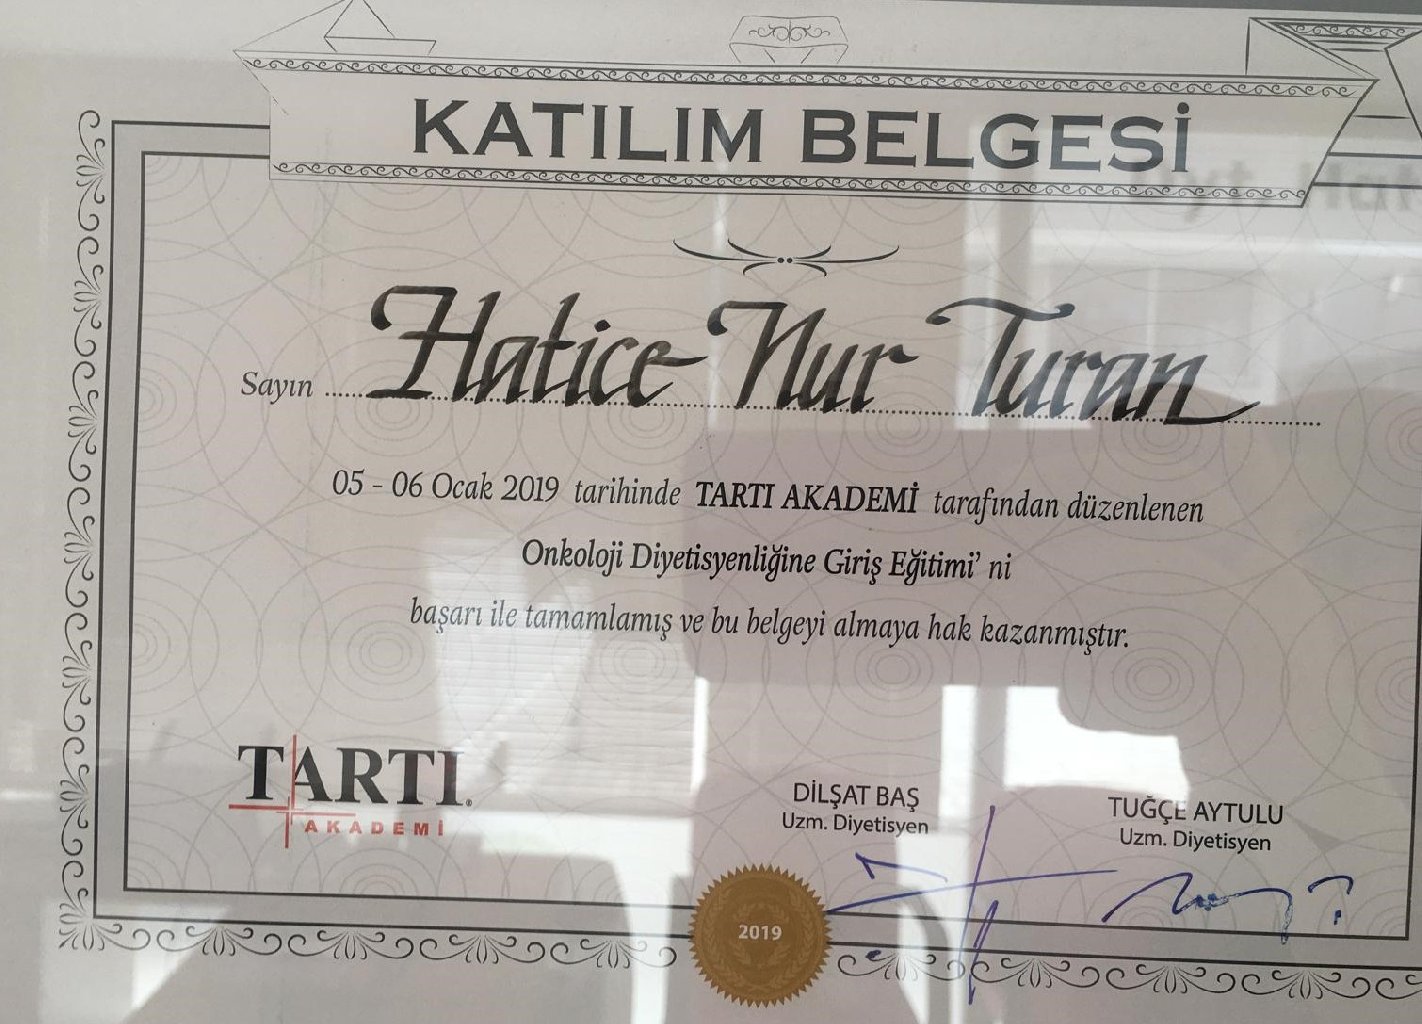 KATILIM BELGESİ
Sayın Hatice Nur Turan
05 - 06 Ocak 2019 tarihinde TARTI AKADEMİ tarafından düzenlenen
Onkoloji Diyetisyenliğine Giriş Eğitimi' ni
başarı ile tamamlamış ve bu belgeyi almaya hak kazanmıştır.
TARTI
AKADEMİ
DİLŞAT BAŞ
Uzm. Diyetisyen
TUĞÇE AYTULU
Uzm. Diyetisyen
2019